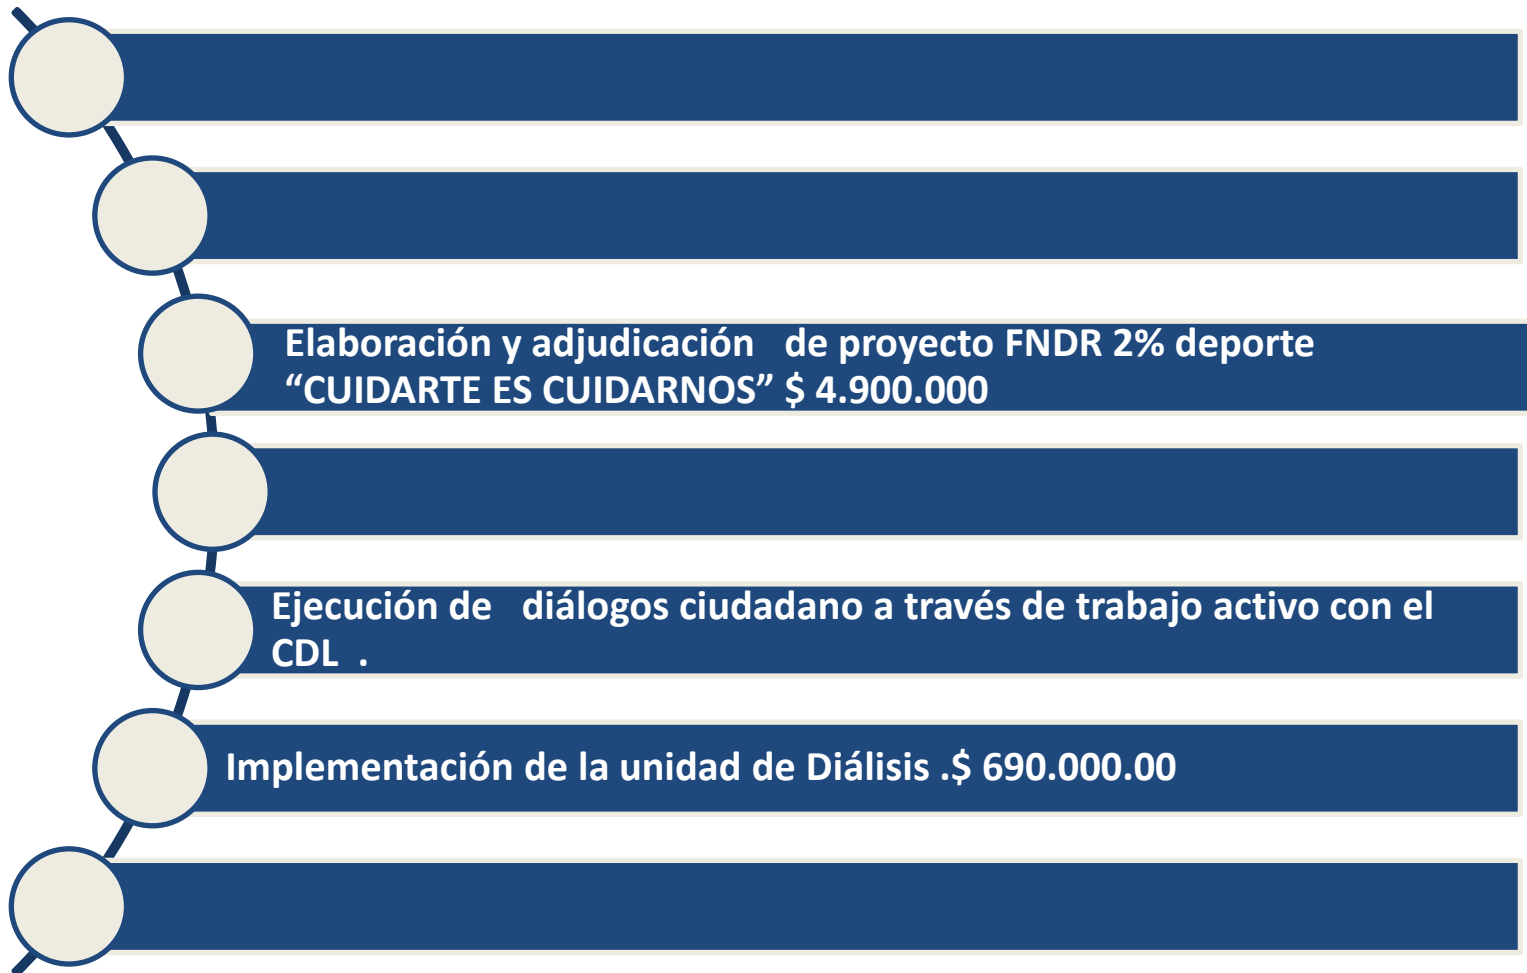 Elaboración y adjudicación   de proyecto FNDR 2% deporte
“CUIDARTE ES CUIDARNOS” $ 4.900.000
Ejecución de   diálogos ciudadano a través de trabajo activo con el
CDL  .
Implementación de la unidad de Diálisis .$ 690.000.00